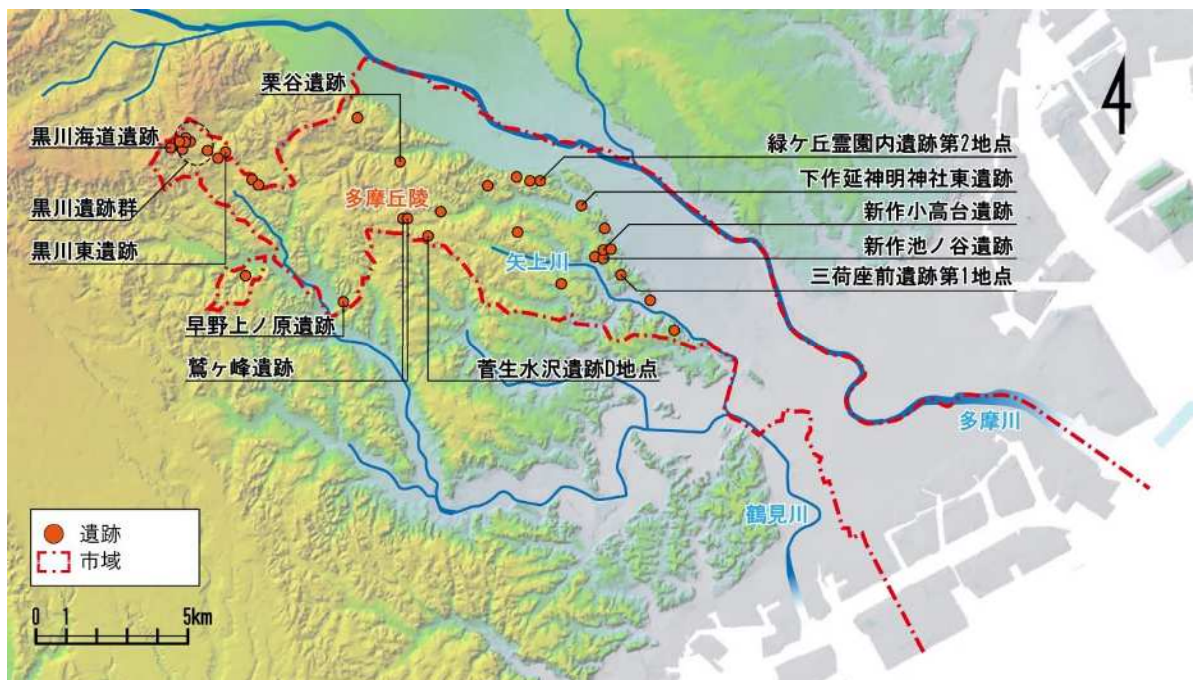 栗谷遺跡
黒川海道遺跡
緑ケ丘霊園内遺跡第2地点
下作延神明神社東遺跡
黒川遺跡群
多摩丘陵
新作小高台遺跡
黒川東遺跡
矢上川
新作池ノ谷遺跡
三荷座前遺跡第1地点
早野上ノ原遺跡
鷲ヶ峰遺跡
菅生水沢遺跡D地点
多摩川
鶴見川
遺跡
市域
0 1 5km